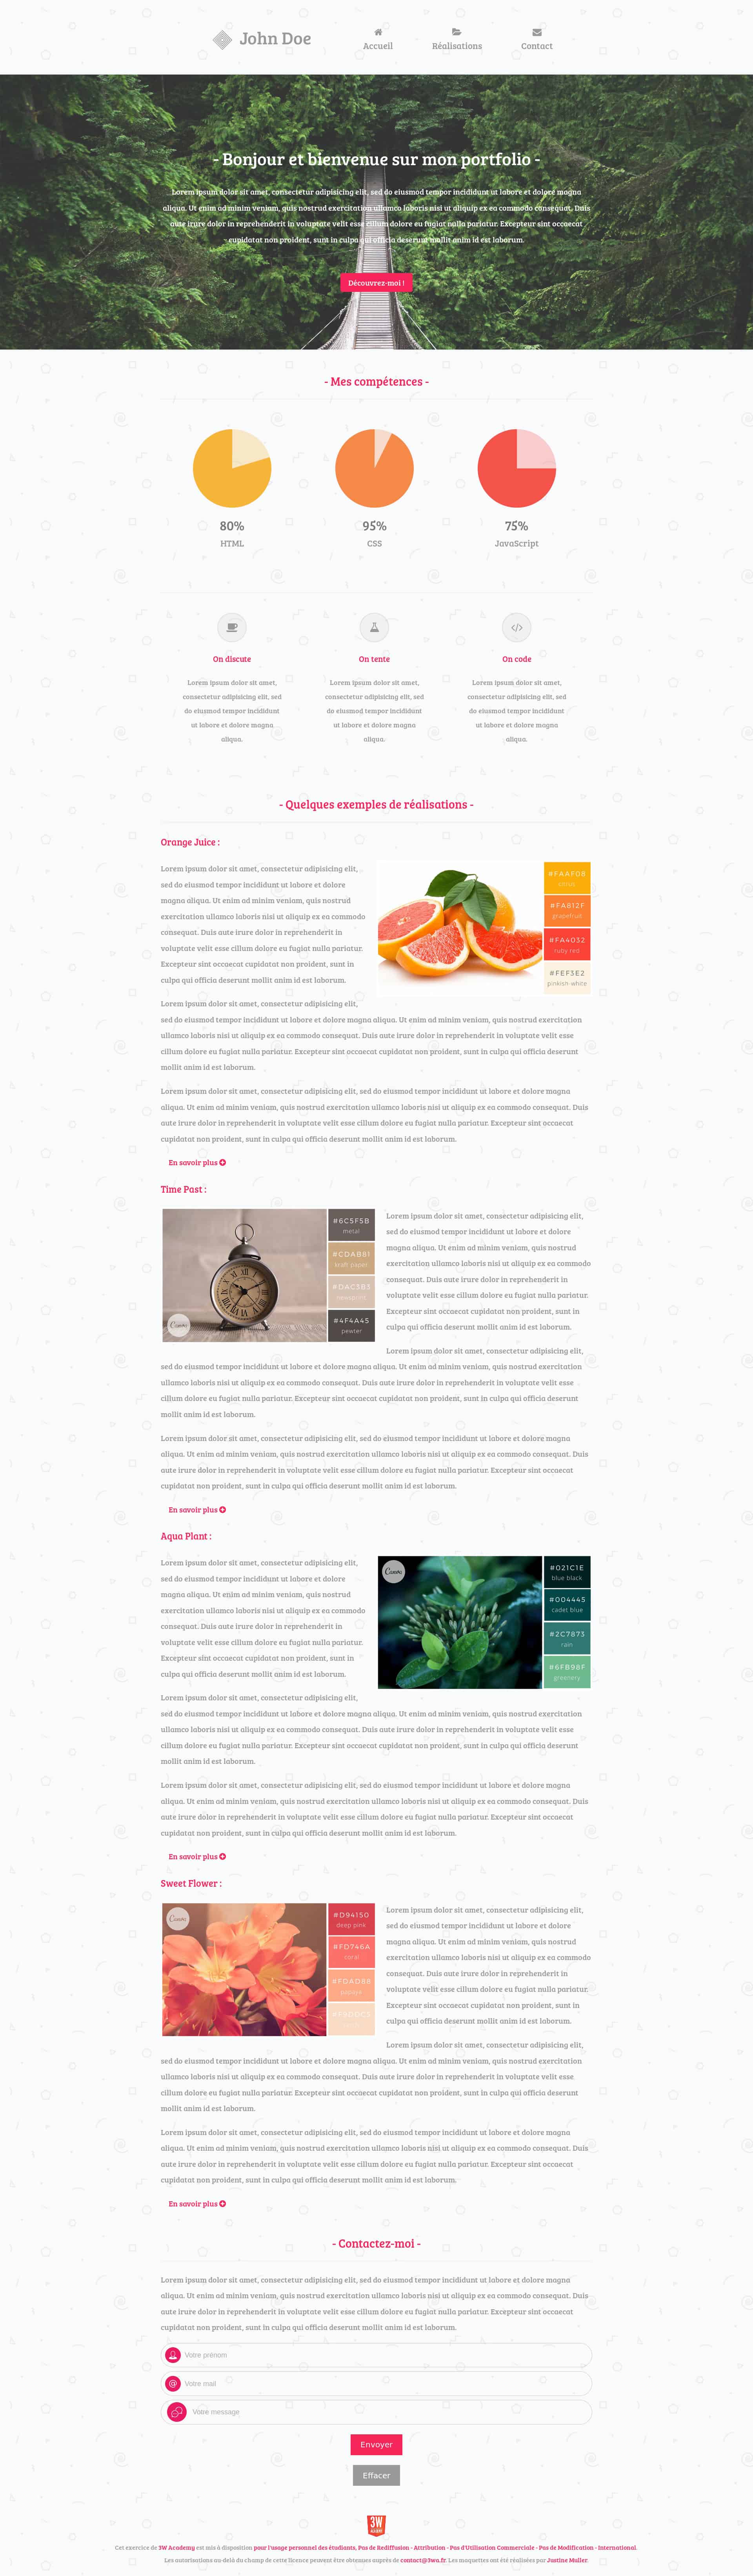 John Doe
Accueil
Réalisations
Contact
- Bonjour et bienvenue sur mon portfolio -
Lorem ipsum dolor sit amet, consectetur adipisicing elit, sed do eiusmod tempor incididunt ut labore et dolore magna
aliqua. Ut enim ad minim veniam, quis nostrud exercitation ullamco laboris nisi ut aliquip ex ea commodo consequat. Duis
aute irure dolor in reprehenderit in voluptate velit esse cillum dolore eu fugiat nulla pariatur. Excepteur sint occaecat
cupidatat non proident, sunt in culpa qui officia deserunt mollit anim id est laborum.
Découvrez-moi !
- Mes compétences -
80%
HTML
95%
CSS
75%
JavaScript
On discute
Lorem ipsum dolor sit amet,
consectetur adipisicing elit, sed
do eiusmod tempor incididunt
ut labore et dolore magna
aliqua.
On tente
Lorem ipsum dolor sit amet,
consectetur adipisicing elit, sed
do eiusmod tempor incididunt
ut labore et dolore magna
aliqua.
On code
Lorem ipsum dolor sit amet,
consectetur adipisicing elit, sed
do eiusmod tempor incididunt
ut labore et dolore magna
aliqua.
- Quelques exemples de réalisations -
Orange Juice :
Lorem ipsum dolor sit amet, consectetur adipisicing elit,
sed do eiusmod tempor incididunt ut labore et dolore
magna aliqua. Ut enim ad minim veniam, quis nostrud
exercitation ullamco laboris nisi ut aliquip ex ea commodo
consequat. Duis aute irure dolor in reprehenderit in
voluptate velit esse cillum dolore eu fugiat nulla pariatur.
Excepteur sint occaecat cupidatat non proident, sunt in
culpa qui officia deserunt mollit anim id est laborum.
#FAAF08
citrus
#FA812F
grapefruit
#FA4032
ruby red
#FEF3E2
pinkish white
Lorem ipsum dolor sit amet, consectetur adipisicing elit,
sed do eiusmod tempor incididunt ut labore et dolore magna aliqua. Ut enim ad minim veniam, quis nostrud exercitation
ullamco laboris nisi ut aliquip ex ea commodo consequat. Duis aute irure dolor in reprehenderit in voluptate velit esse
cillum dolore eu fugiat nulla pariatur. Excepteur sint occaecat cupidatat non proident, sunt in culpa qui officia deserunt
mollit anim id est laborum.
Lorem ipsum dolor sit amet, consectetur adipisicing elit, sed do eiusmod tempor incididunt ut labore et dolore magna
aliqua. Ut enim ad minim veniam, quis nostrud exercitation ullamco laboris nisi ut aliquip ex ea commodo consequat. Duis
aute irure dolor in reprehenderit in voluptate velit esse cillum dolore eu fugiat nulla pariatur. Excepteur sint occaecat
cupidatat non proident, sunt in culpa qui officia deserunt mollit anim id est laborum.
En savoir plus
Time Past :
#6C5F5B
metal
#CDAB81
kraft paper
#DAC3B3
newsprint
#4F4A45
pewter
Canva
Lorem ipsum dolor sit amet, consectetur adipisicing elit,
sed do eiusmod tempor incididunt ut labore et dolore
magna aliqua. Ut enim ad minim veniam, quis nostrud
exercitation ullamco laboris nisi ut aliquip ex ea commodo
consequat. Duis aute irure dolor in reprehenderit in
voluptate velit esse cillum dolore eu fugiat nulla pariatur.
Excepteur sint occaecat cupidatat non proident, sunt in
culpa qui officia deserunt mollit anim id est laborum.
Lorem ipsum dolor sit amet, consectetur adipisicing elit,
sed do eiusmod tempor incididunt ut labore et dolore magna aliqua. Ut enim ad minim veniam, quis nostrud exercitation
ullamco laboris nisi ut aliquip ex ea commodo consequat. Duis aute irure dolor in reprehenderit in voluptate velit esse
cillum dolore eu fugiat nulla pariatur. Excepteur sint occaecat cupidatat non proident, sunt in culpa qui officia deserunt
mollit anim id est laborum.
Lorem ipsum dolor sit amet, consectetur adipisicing elit, sed do eiusmod tempor incididunt ut labore et dolore magna
aliqua. Ut enim ad minim veniam, quis nostrud exercitation ullamco laboris nisi ut aliquip ex ea commodo consequat. Duis
aute irure dolor in reprehenderit in voluptate velit esse cillum dolore eu fugiat nulla pariatur. Excepteur sint occaecat
cupidatat non proident, sunt in culpa qui officia deserunt mollit anim id est laborum.
En savoir plus
Aqua Plant :
Lorem ipsum dolor sit amet, consectetur adipisicing elit,
sed do eiusmod tempor incididunt ut labore et dolore
magna aliqua. Ut enim ad minim veniam, quis nostrud
exercitation ullamco laboris nisi ut aliquip ex ea commodo
consequat. Duis aute irure dolor in reprehenderit in
voluptate velit esse cillum dolore eu fugiat nulla pariatur.
Excepteur sint occaecat cupidatat non proident, sunt in
culpa qui officia deserunt mollit anim id est laborum.
Canva
#021C1E
blue black
#004445
cadet blue
#2C7873
rain
#6FB98F
greenery
Lorem ipsum dolor sit amet, consectetur adipisicing elit,
sed do eiusmod tempor incididunt ut labore et dolore magna aliqua. Ut enim ad minim veniam, quis nostrud exercitation
ullamco laboris nisi ut aliquip ex ea commodo consequat. Duis aute irure dolor in reprehenderit in voluptate velit esse
cillum dolore eu fugiat nulla pariatur. Excepteur sint occaecat cupidatat non proident, sunt in culpa qui officia deserunt
mollit anim id est laborum.
Lorem ipsum dolor sit amet, consectetur adipisicing elit, sed do eiusmod tempor incididunt ut labore et dolore magna
aliqua. Ut enim ad minim veniam, quis nostrud exercitation ullamco laboris nisi ut aliquip ex ea commodo consequat. Duis
aute irure dolor in reprehenderit in voluptate velit esse cillum dolore eu fugiat nulla pariatur. Excepteur sint occaecat
cupidatat non proident, sunt in culpa qui officia deserunt mollit anim id est laborum.
En savoir plus
Sweet Flower :
Canva
#D94150
deep pink
#FD746A
coral
#FDAD88
papaya
Lorem ipsum dolor sit amet, consectetur adipisicing elit,
sed do eiusmod tempor incididunt ut labore et dolore
magna aliqua. Ut enim ad minim veniam, quis nostrud
exercitation ullamco laboris nisi ut aliquip ex ea commodo
consequat. Duis aute irure dolor in reprehenderit in
voluptate velit esse cillum dolore eu fugiat nulla pariatur.
Excepteur sint occaecat cupidatat non proident, sunt in
culpa qui officia deserunt mollit anim id est laborum.
Lorem ipsum dolor sit amet, consectetur adipisicing elit,
sed do eiusmod tempor incididunt ut labore et dolore magna aliqua. Ut enim ad minim veniam, quis nostrud exercitation
ullamco laboris nisi ut aliquip ex ea commodo consequat. Duis aute irure dolor in reprehenderit in voluptate velit esse
cillum dolore eu fugiat nulla pariatur. Excepteur sint occaecat cupidatat non proident, sunt in culpa qui officia deserunt
mollit anim id est laborum.
Lorem ipsum dolor sit amet, consectetur adipisicing elit, sed do eiusmod tempor incididunt ut labore et dolore magna
aliqua. Ut enim ad minim veniam, quis nostrud exercitation ullamco laboris nisi ut aliquip ex ea commodo consequat. Duis
aute irure dolor in reprehenderit in voluptate velit esse cillum dolore eu fugiat nulla pariatur. Excepteur sint occaecat
cupidatat non proident, sunt in culpa qui officia deserunt mollit anim id est laborum.
En savoir plus
- Contactez-moi -
Lorem ipsum dolor sit amet, consectetur adipisicing elit, sed do eiusmod tempor incididunt ut labore et dolore magna
aliqua. Ut enim ad minim veniam, quis nostrud exercitation ullamco laboris nisi ut aliquip ex ea commodo consequat. Duis
aute irure dolor in reprehenderit in voluptate velit esse cillum dolore eu fugiat nulla pariatur. Excepteur sint occaecat
cupidatat non proident, sunt in culpa qui officia deserunt mollit anim id est laborum.
Votre prénom
Votre mail
Votre message
Envoyer
Effacer
3W
Cet exercice de 3W Academy est mis à disposition pour l'usage personnel des étudiants. Pas de Rediffusion - Attribution - Pas d'Utilisation Commerciale - Pas de Modification - International.
Les autorisations au-delà du champ de cette licence peuvent être obtenues auprès de contact@3wa.fr. Les maquettes ont été réalisées par Justine Muller.